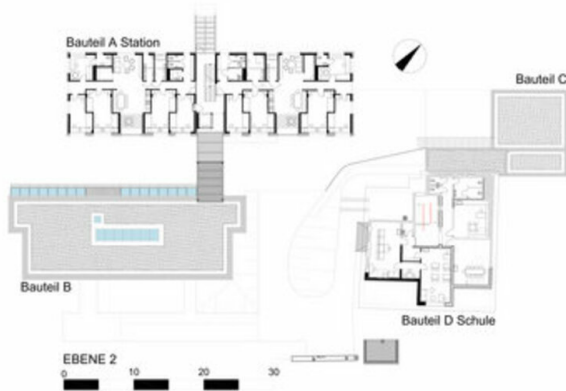 Bauteil A Station
Bauteil C
Bauteil B
Bauteil D Schule
EBENE 2
0 10 20 30